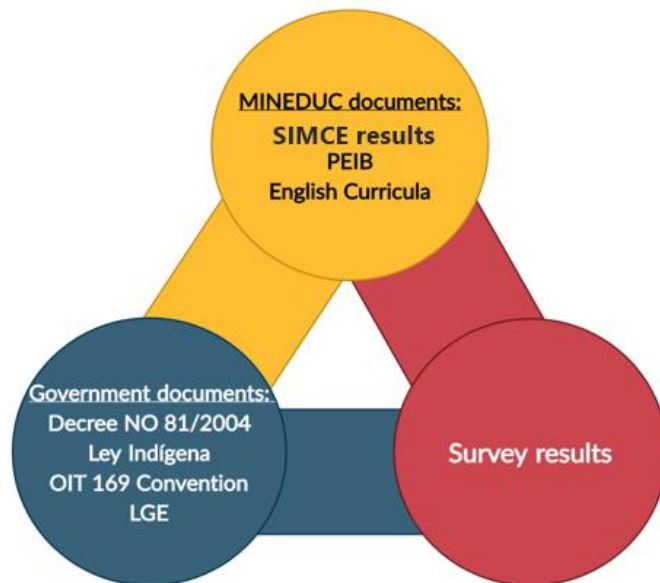 MINEDUC documents:
SIMCE results
PEIB
English Curricula
Government documents:
Decree NO 81/2004
Ley Indígena
OIT 169 Convention
LGE
Survey results